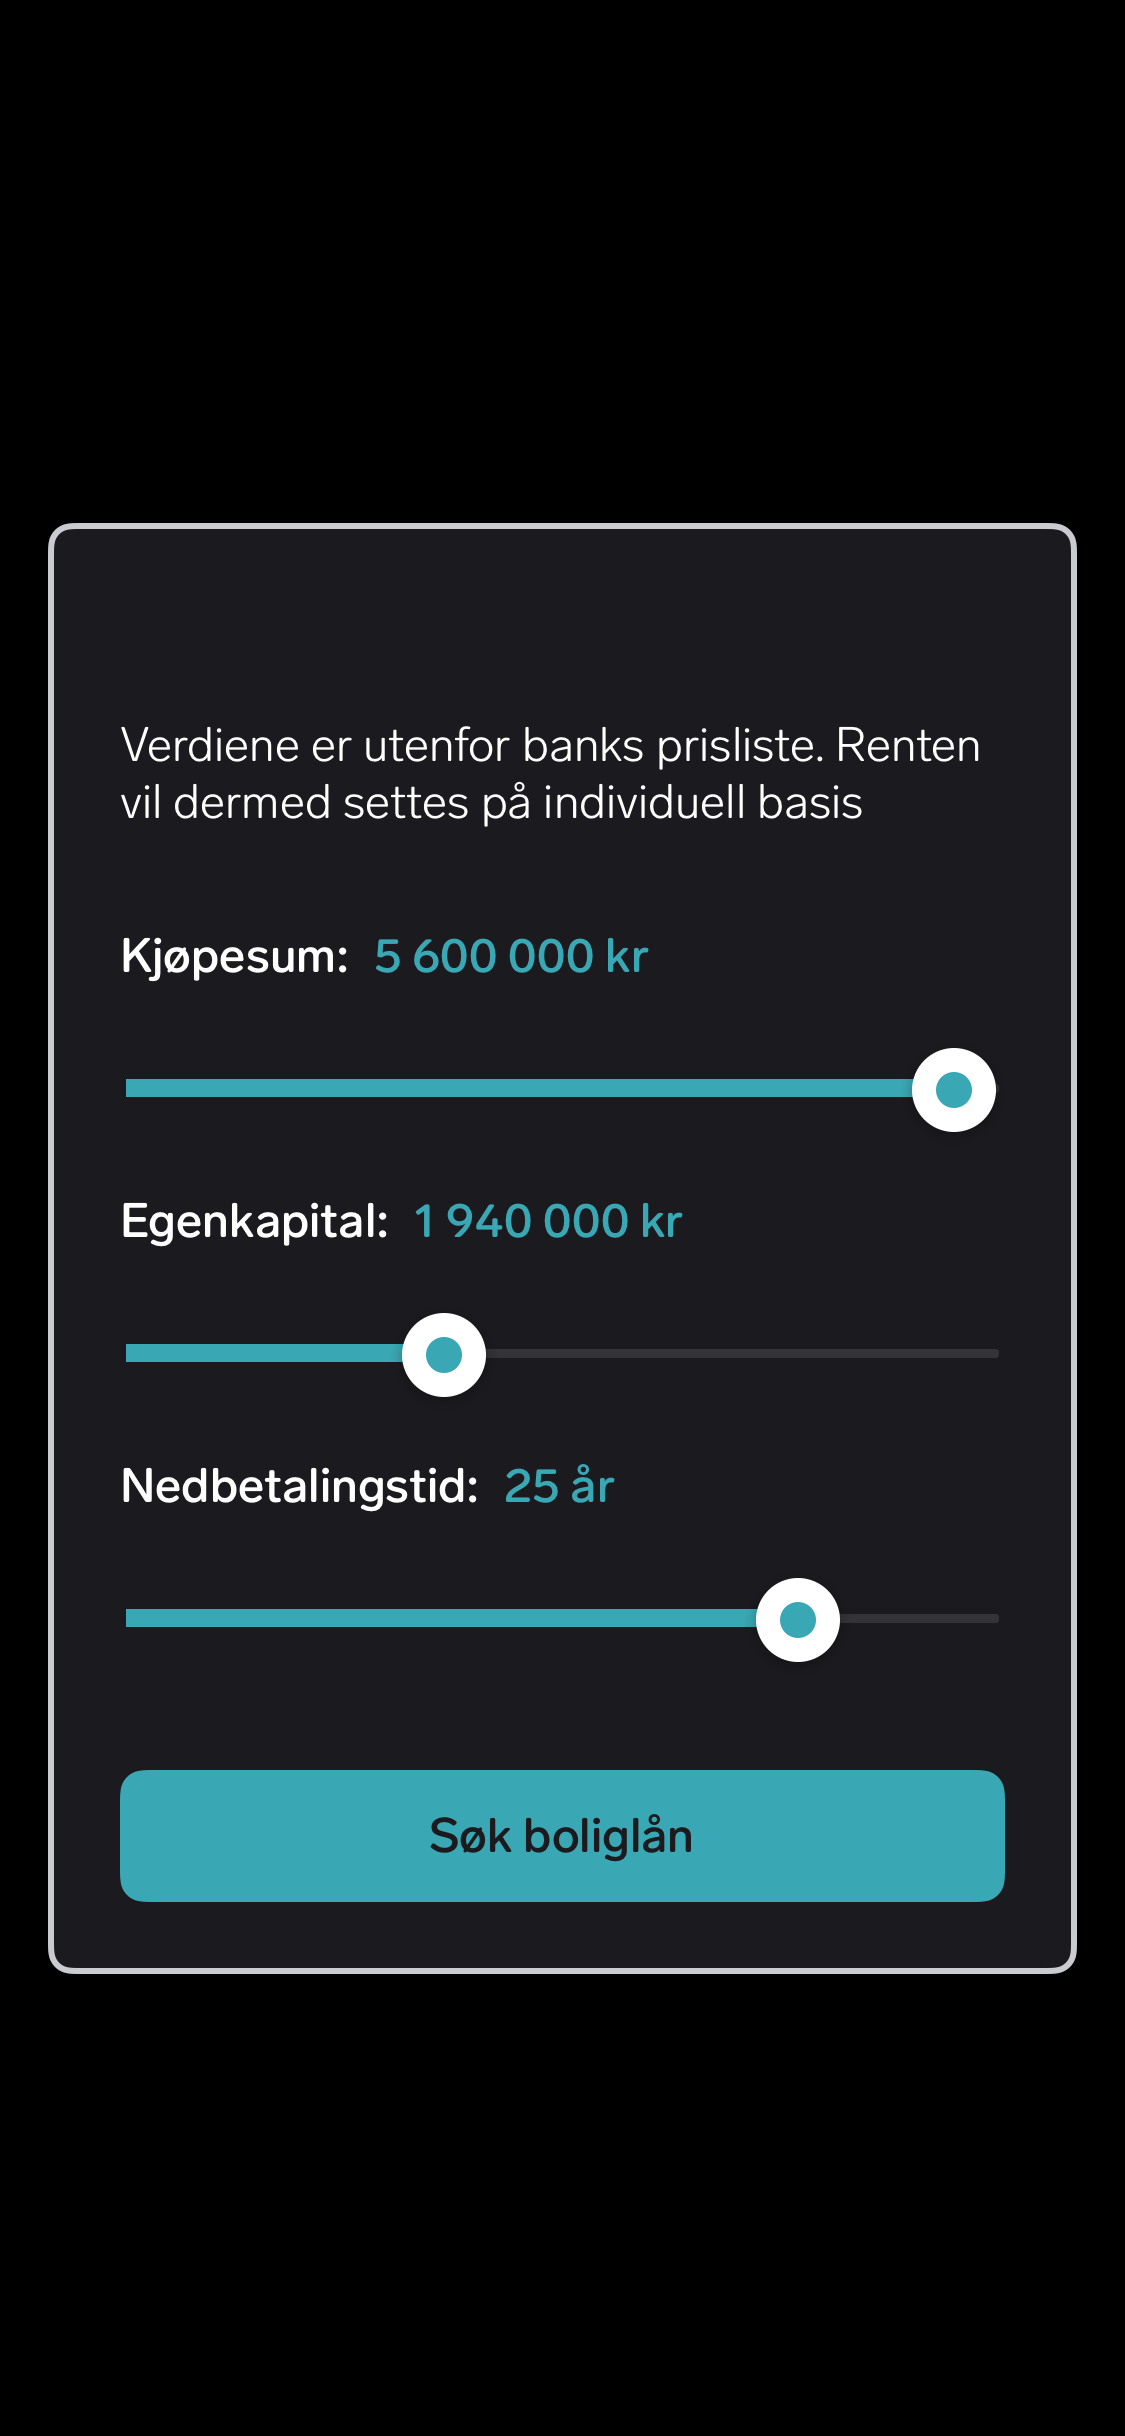 Verdiene er utenfor banks prisliste. Renten
vil dermed settes på individuell basis
Kjøpesum: 5 600 000 kr
Egenkapital: 1 940 000 kr
Nedbetalingstid: 25 år
Søk boliglån